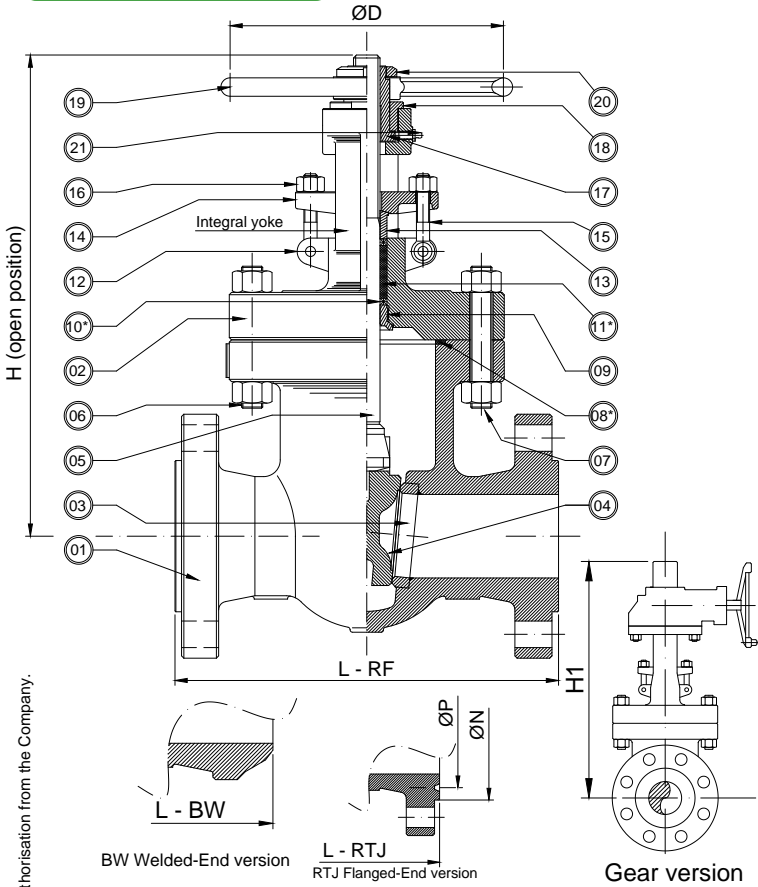 ØD
19
20
21
18
16
17
14
Integral yoke
15
12
13
10*
11*
H (open position)
02
09
06
08*
05
07
03
04
01
L - RF
H1
ØP
ØN
L - BW
L - RTJ
BW Welded-End version
RTJ Flanged-End version
Gear version
thorisation from the Company.